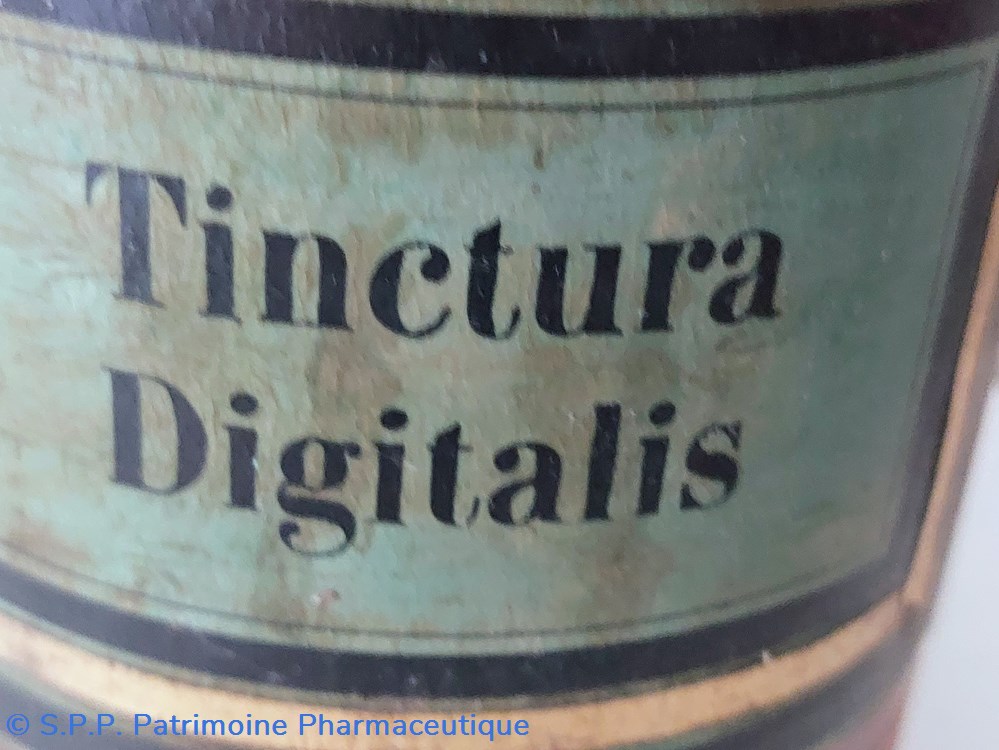 Tinctura
Digitalis
© S.P.P. Patrimoine Pharmaceutique